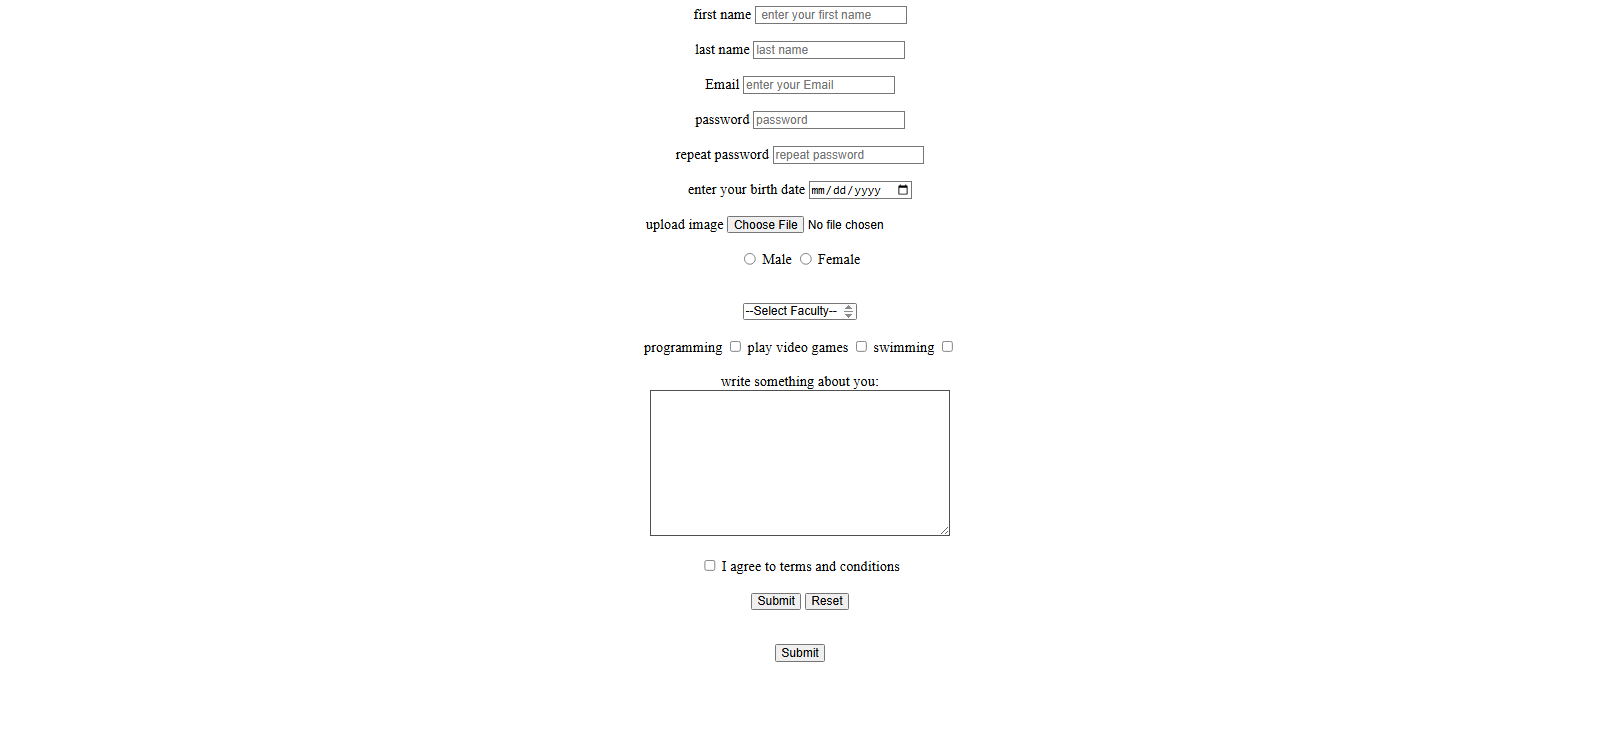 first name enter your first name
last name last name
Email enter your Email
password password
repeat password repeat password
enter your birth date mm/dd/yyyy
upload image Choose File No file chosen
Male Female
--Select Faculty--
programming play video games swimming
write something about you:
I agree to terms and conditions
Submit Reset
Submit